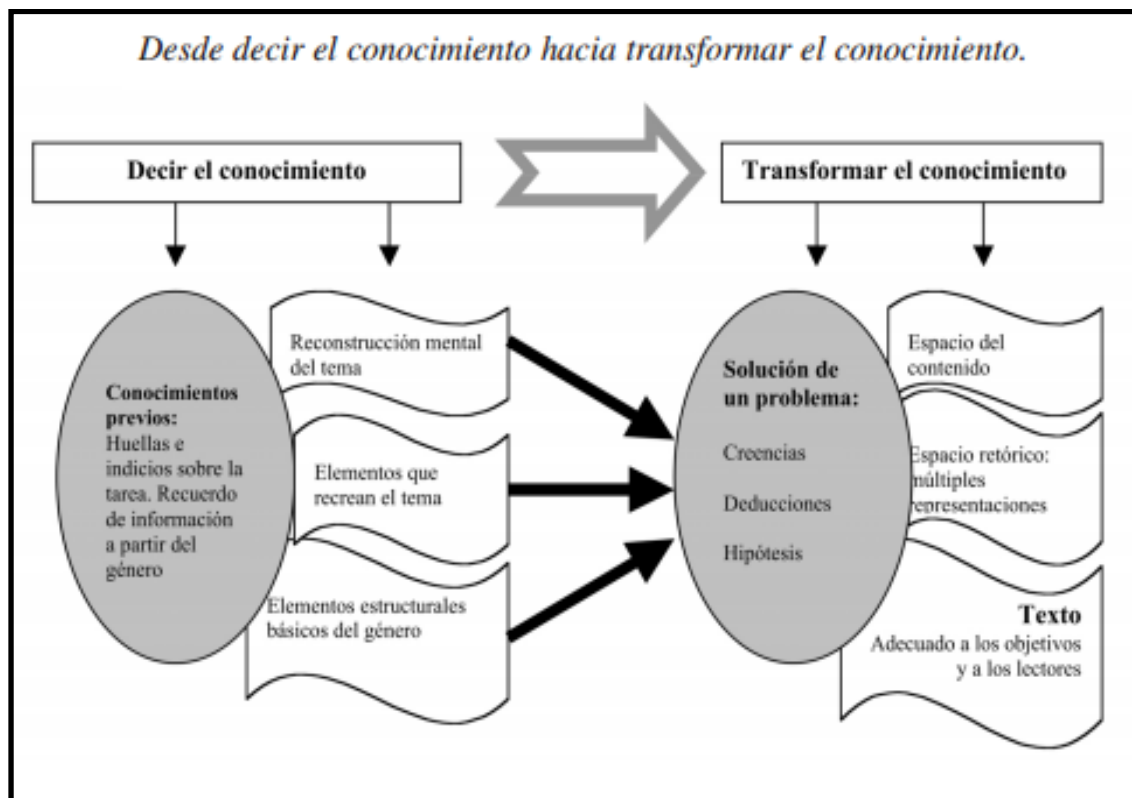 Desde decir el conocimiento hacia transformar el conocimiento.
Decir el conocimiento
Transformar el conocimiento
Conocimientos
previos:
Huellas e
indicios sobre la
tarea. Recuerdo
de información
a partir del
género
Reconstrucción mental
del tema
Elementos que
recrean el tema
Elementos estructurales
básicos del género
Solución de
un problema:
Creencias
Deducciones
Hipótesis
Espacio del
contenido
Espacio retórico:
múltiples
representaciones
Texto
Adecuado a los objetivos
y a los lectores